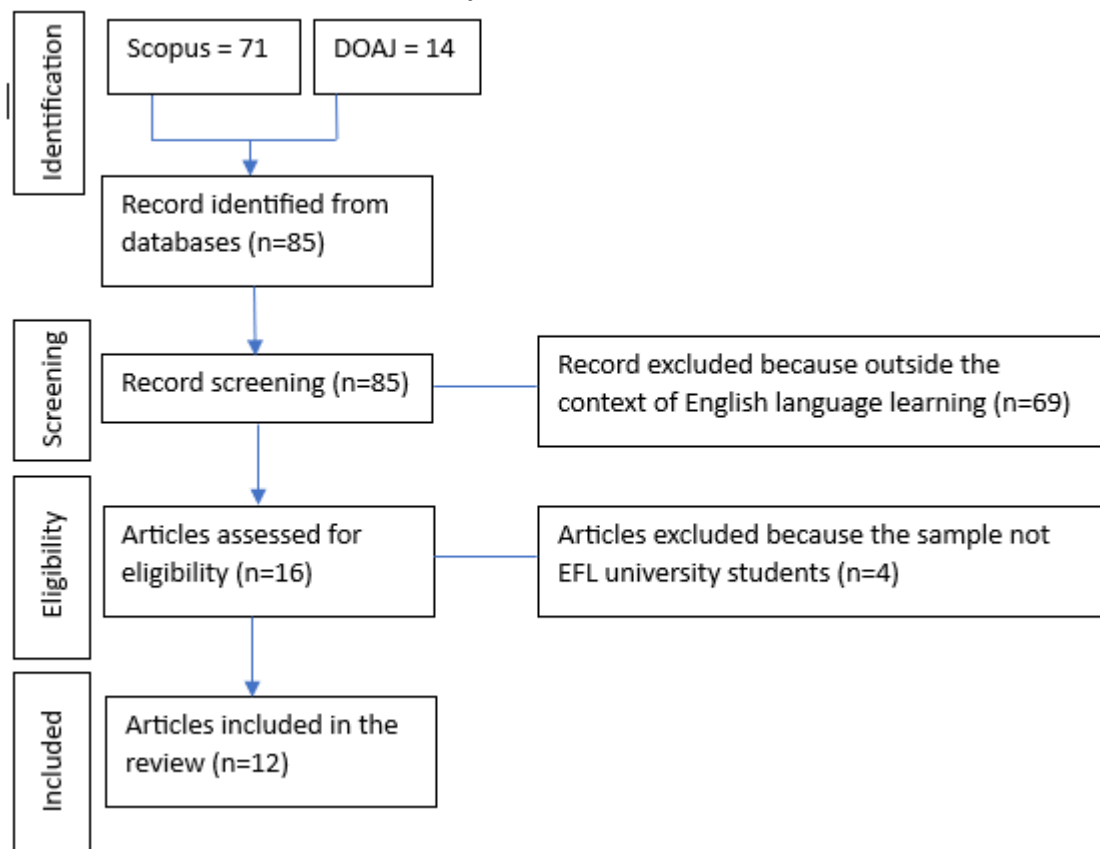 Identification
Scopus = 71
DOAJ = 14
Record identified from
databases (n=85)
Screening
Record screening (n=85)
Record excluded because outside the
context of English language learning (n=69)
Eligibility
Articles assessed for
eligibility (n=16)
Articles excluded because the sample not
EFL university students (n=4)
Included
Articles included in the
review (n=12)